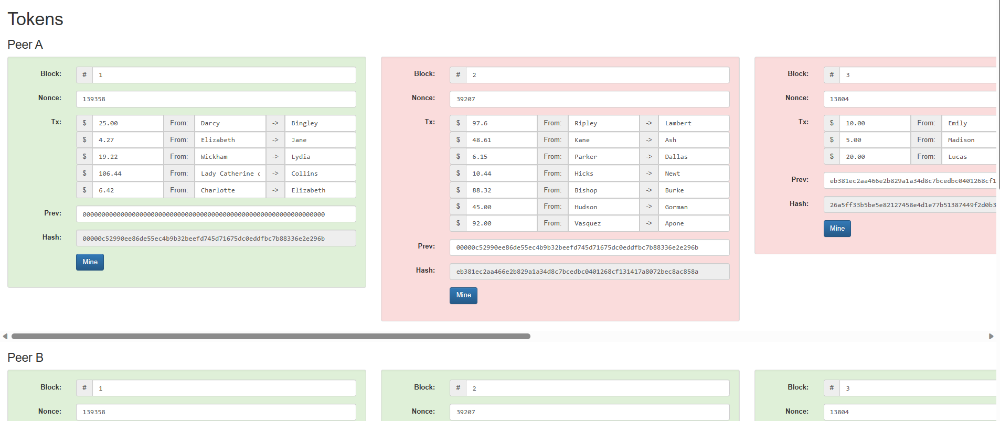 Tokens
Peer A
Block: # 1
Nonce: 139358
Tx: $ 25.00 From: Darcy -> Bingley
$ 4.27 From: Elizabeth -> Jane
$ 19.22 From: Wickham -> Lydia
$ 106.44 From: Lady Catherine d -> Collins
$ 6.42 From: Charlotte -> Elizabeth
Prev: 0000000000000000000000000000000000000000000000000000000000000000
Hash: 00000c52990ee86de55ec4b9b32beefd745d71675dc0eddfbc7b88336e2e296b
Mine
Block: # 2
Nonce: 39207
Tx: $ 97.6 From: Ripley -> Lambert
$ 48.61 From: Kane -> Ash
$ 6.15 From: Parker -> Dallas
$ 10.44 From: Hicks -> Newt
$ 88.32 From: Bishop -> Burke
$ 45.00 From: Hudson -> Gorman
$ 92.00 From: Vasquez -> Apone
Prev: 00000c52990ee86de55ec4b9b32beefd745d71675dc0eddfbc7b88336e2e296b
Hash: eb381ec2aa466e2b829a1a34d8c7bcedbc0401268cf131417a8072bec8ac858a
Mine
Block: # 3
Nonce: 13804
Tx: $ 10.00 From: Emily
$ 5.00 From: Madison
$ 20.00 From: Lucas
Prev: eb381ec2aa466e2b829a1a34d8c7bcedbc0401268cf1
Hash: 26a5ff33b5be5e82127458e4d1e77b51387449f2d0b3
Mine
Peer B
Block: # 1
Nonce: 139358
Block: # 2
Nonce: 39207
Block: # 3
Nonce: 13804